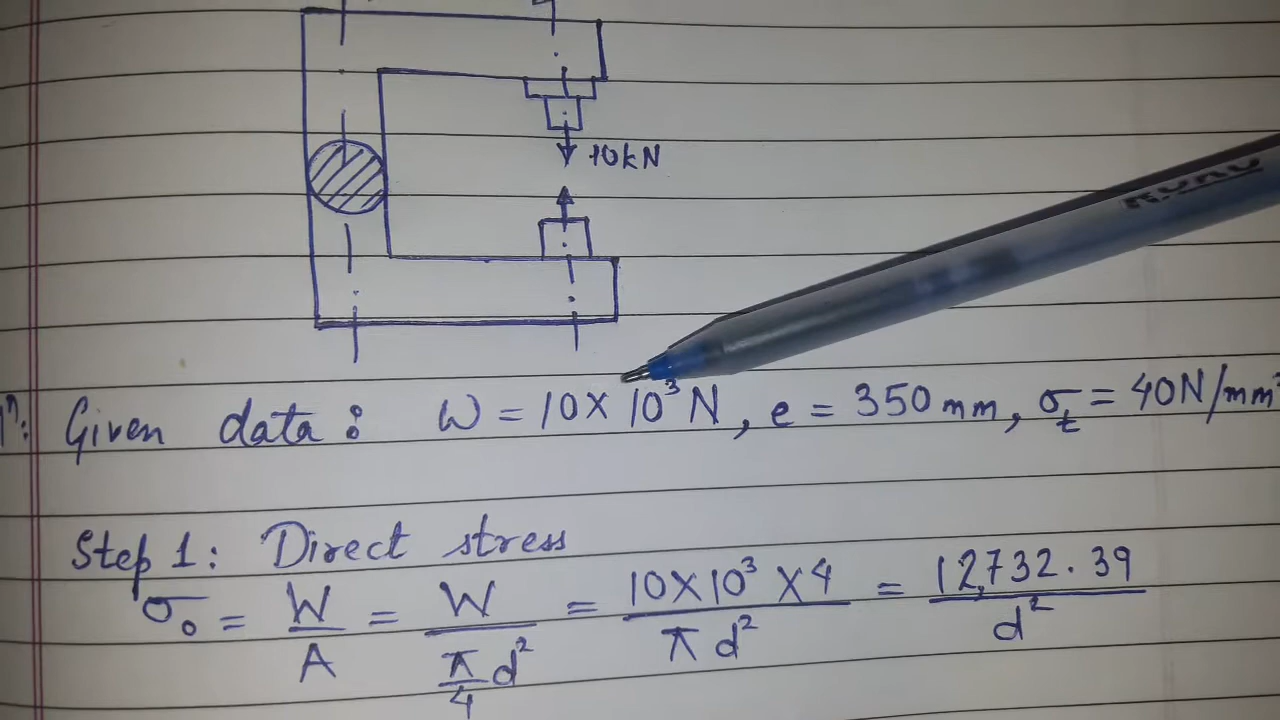 10kN
Given data : W = 10 × 10³ N, e = 350 mm, σt = 40 N/mm²
Step 1: Direct stress
σ₀ = W/A = W/(π/4 d²) = 10×10³×4/(π d²) = 12,732.39/d²